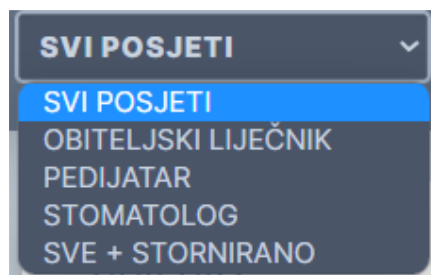 SVI POSJETI
SVI POSJETI
OBITELJSKI LIJEČNIK
PEDIJATAR
STOMATOLOG
SVE + STORNIRANO